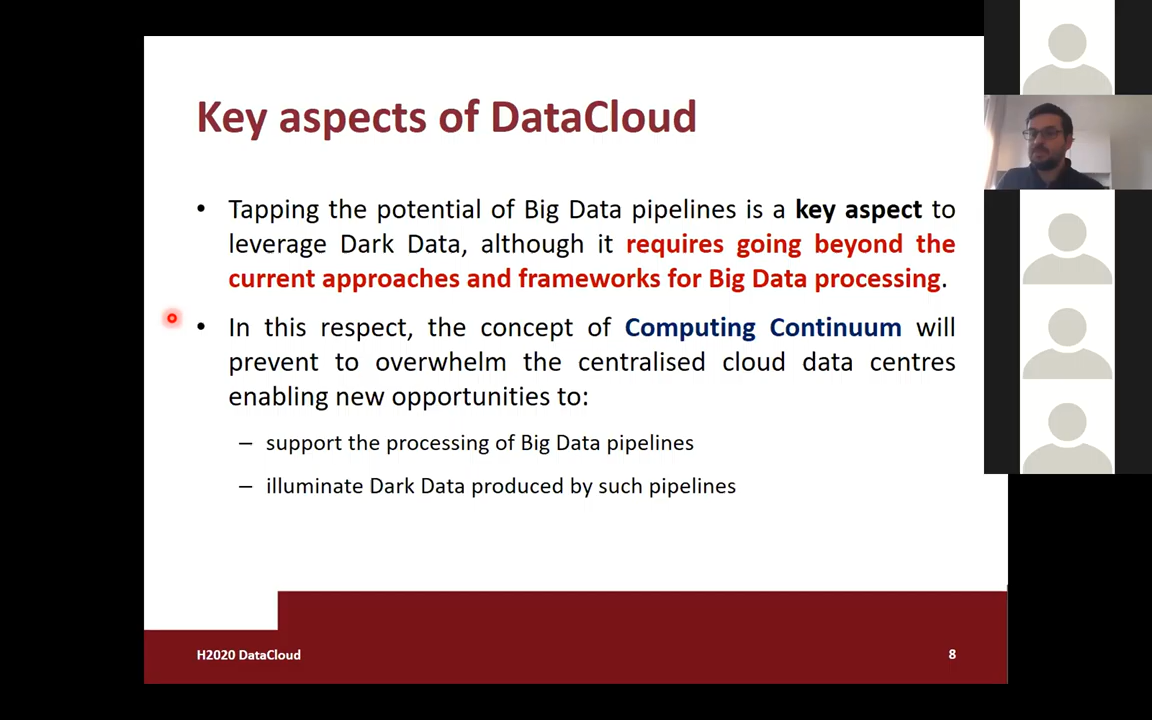 Key aspects of DataCloud
• Tapping the potential of Big Data pipelines is a key aspect to
leverage Dark Data, although it requires going beyond the
current approaches and frameworks for Big Data processing.
• In this respect, the concept of Computing Continuum will
prevent to overwhelm the centralised cloud data centres
enabling new opportunities to:
– support the processing of Big Data pipelines
– illuminate Dark Data produced by such pipelines
H2020 DataCloud
8